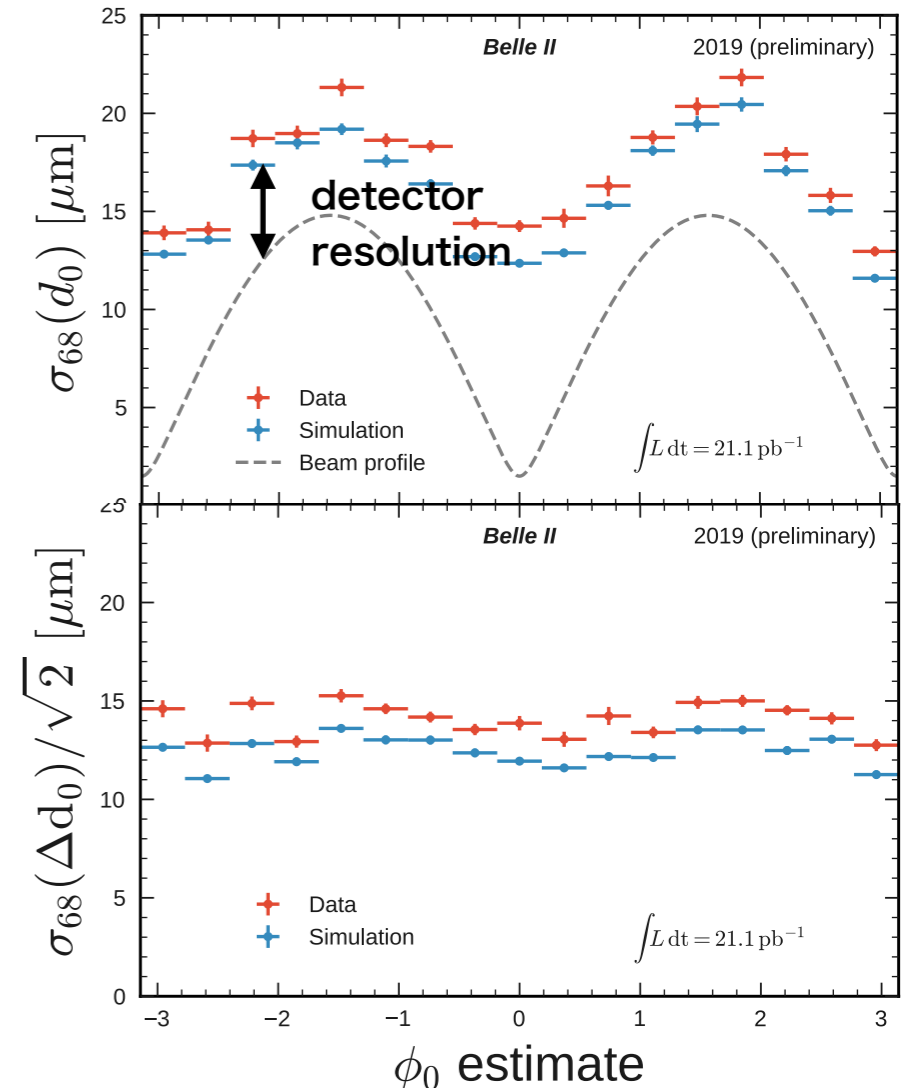 25
Belle II 2019 (preliminary)
20
15
10
5
σ₆₈(d₀) [μm]
detector
resolution
Data
Simulation
Beam profile
∫L dt = 21.1 pb⁻¹
25
Belle II 2019 (preliminary)
20
15
10
5
0
σ₆₈(Δd₀)/√2 [μm]
Data
Simulation
∫L dt = 21.1 pb⁻¹
−3 −2 −1 0 1 2 3
ϕ₀ estimate